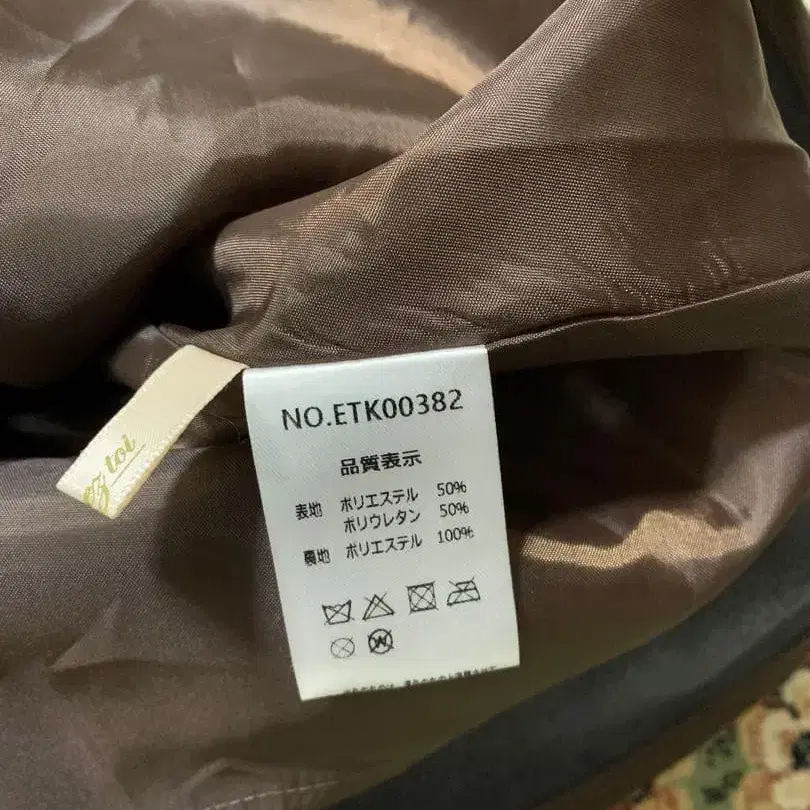 NO.ETK00382
品質表示
表地 ポリエステル 50%
ポリウレタン 50%
裏地 ポリエステル 100%
W
toi